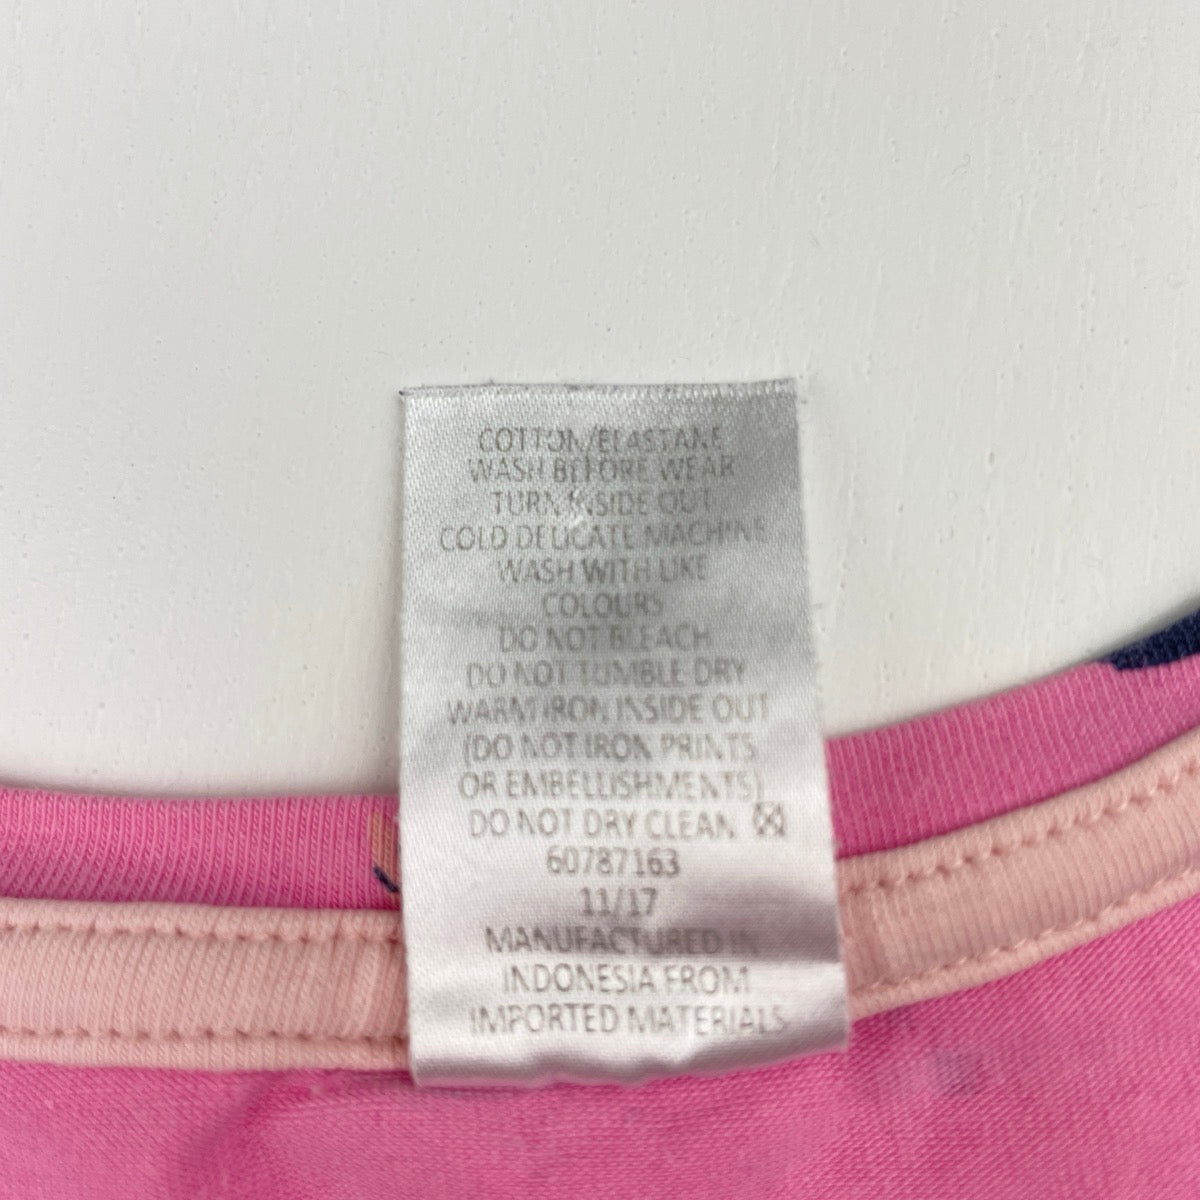 COTTON/ELASTANE
WASH BEFORE WEAR
TURN INSIDE OUT
COLD DELICATE MACHINE
WASH WITH LIKE
COLOURS
DO NOT BLEACH
DO NOT TUMBLE DRY
WARM IRON INSIDE OUT
(DO NOT IRON PRINTS
OR EMBELLISHMENTS)
DO NOT DRY CLEAN
60787163
11/17
MANUFACTURED IN
INDONESIA FROM
IMPORTED MATERIALS